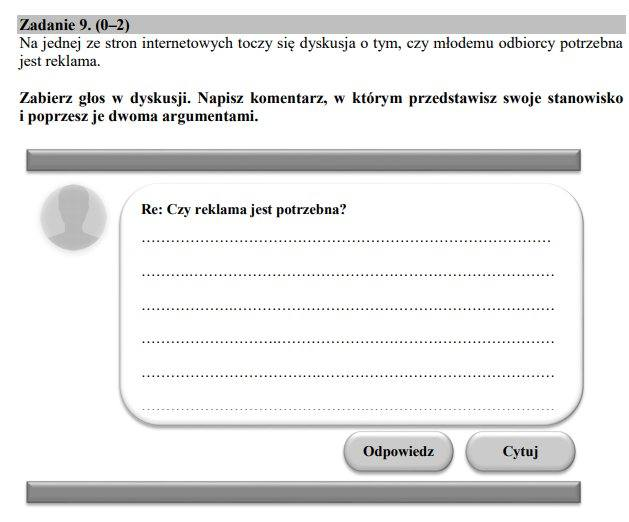 Zadanie 9. (0–2)
Na jednej ze stron internetowych toczy się dyskusja o tym, czy młodemu odbiorcy potrzebna
jest reklama.
Zabierz głos w dyskusji. Napisz komentarz, w którym przedstawisz swoje stanowisko
i poprzesz je dwoma argumentami.
Re: Czy reklama jest potrzebna?
Odpowiedz
Cytuj